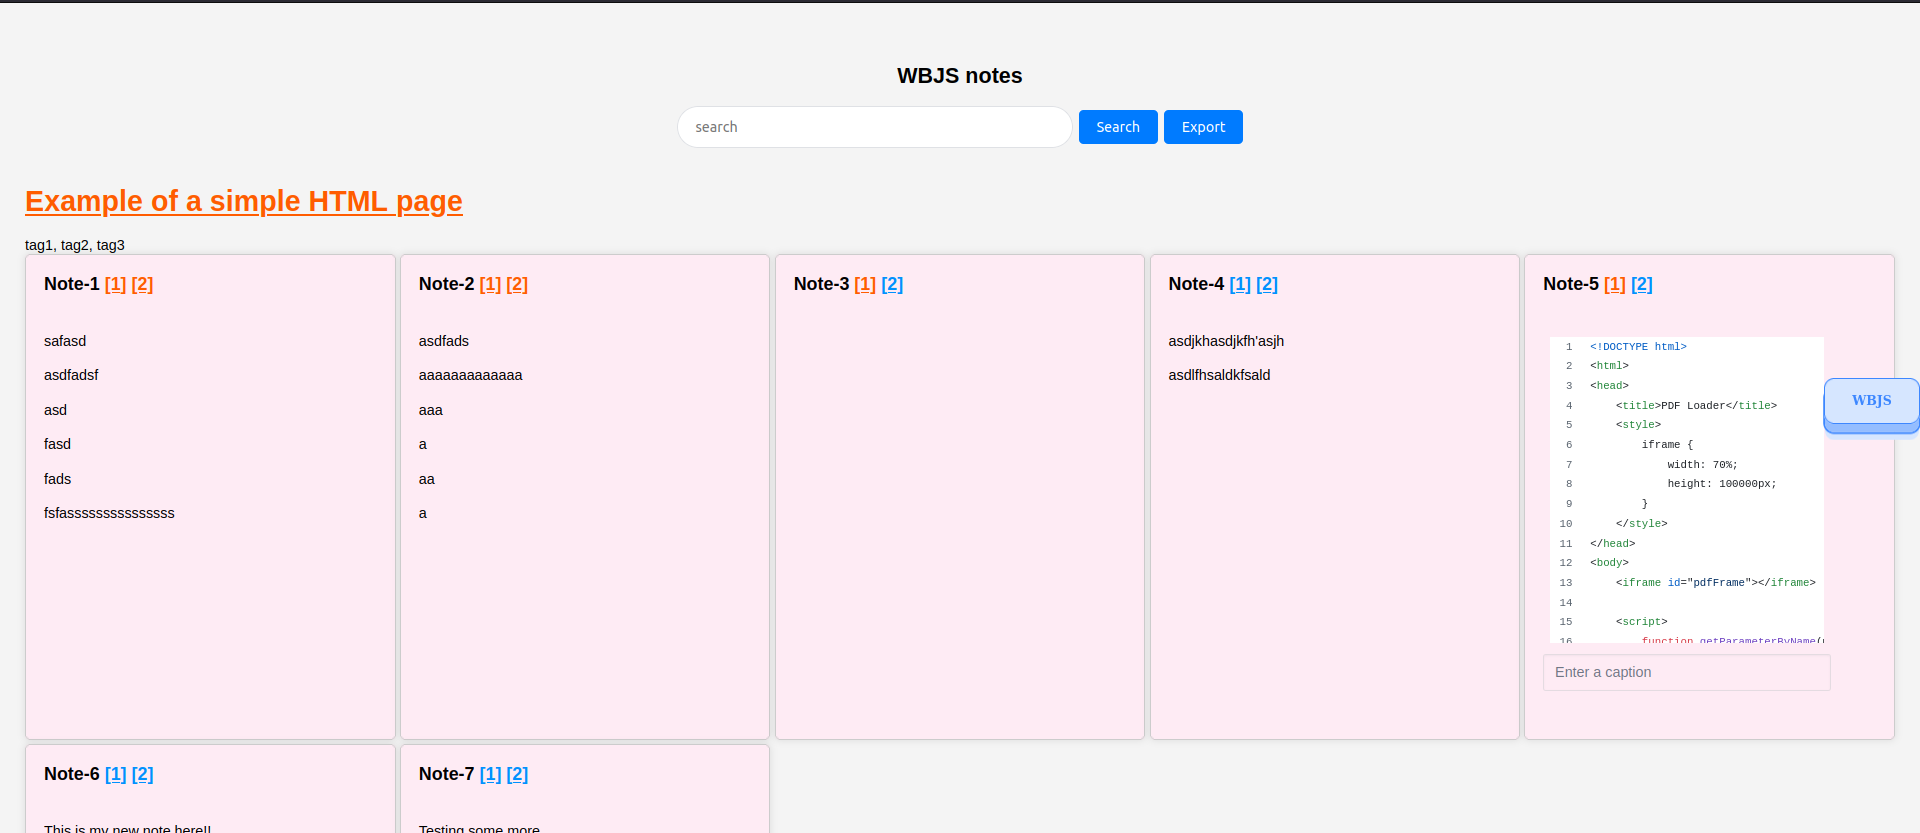 WBJS notes
search
Search
Export
Example of a simple HTML page
tag1, tag2, tag3
Note-1 [1] [2]
safasd
asdfadsf
asd
fasd
fads
fsfasssssssssssssss
Note-2 [1] [2]
asdfads
aaaaaaaaaaaaa
aaa
a
aa
a
Note-3 [1] [2]
Note-4 [1] [2]
asdjkhasdjkfh'asjh
asdlfhsaldkfsald
Note-5 [1] [2]
1 <!DOCTYPE html>
2 <html>
3 <head>
4 <title>PDF Loader</title>
5 <style>
6 iframe {
7 width: 70%;
8 height: 100000px;
9 }
10 </style>
11 </head>
12 <body>
13 <iframe id="pdfFrame"></iframe>
14
15 <script>
16 function getParameterByName(
Enter a caption
WBJS
Note-6 [1] [2]
This is my new note here!!
Note-7 [1] [2]
Testing some more